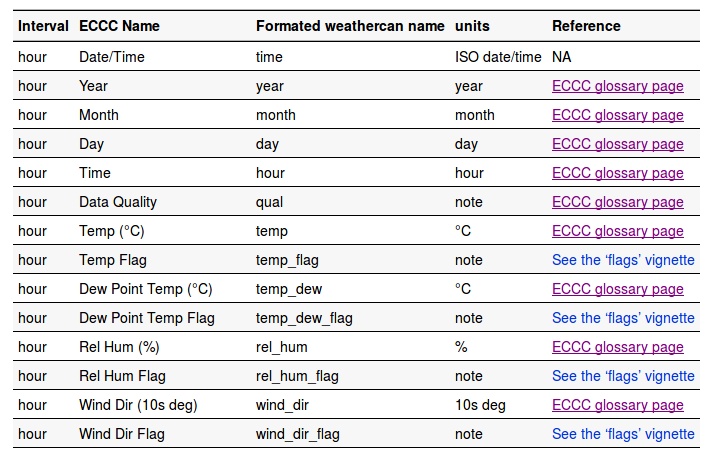 Interval ECCC Name Formated weathercan name units Reference
hour Date/Time time ISO date/time NA
hour Year year year ECCC glossary page
hour Month month month ECCC glossary page
hour Day day day ECCC glossary page
hour Time hour hour ECCC glossary page
hour Data Quality qual note ECCC glossary page
hour Temp (°C) temp °C ECCC glossary page
hour Temp Flag temp_flag note See the ‘flags’ vignette
hour Dew Point Temp (°C) temp_dew °C ECCC glossary page
hour Dew Point Temp Flag temp_dew_flag note See the ‘flags’ vignette
hour Rel Hum (%) rel_hum % ECCC glossary page
hour Rel Hum Flag rel_hum_flag note See the ‘flags’ vignette
hour Wind Dir (10s deg) wind_dir 10s deg ECCC glossary page
hour Wind Dir Flag wind_dir_flag note See the ‘flags’ vignette